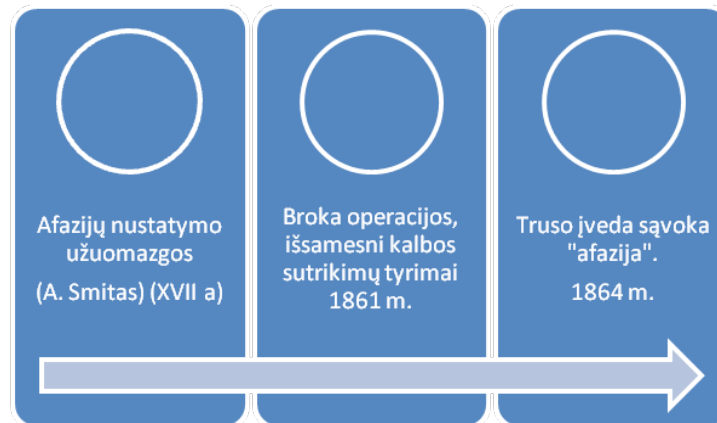 Afazijų nustatymo
užuomazgos
(A. Smitas) (XVII a)
Broka operacijos,
išsamesni kalbos
sutrikimų tyrimai
1861 m.
Truso įveda sąvoka
"afazija".
1864 m.